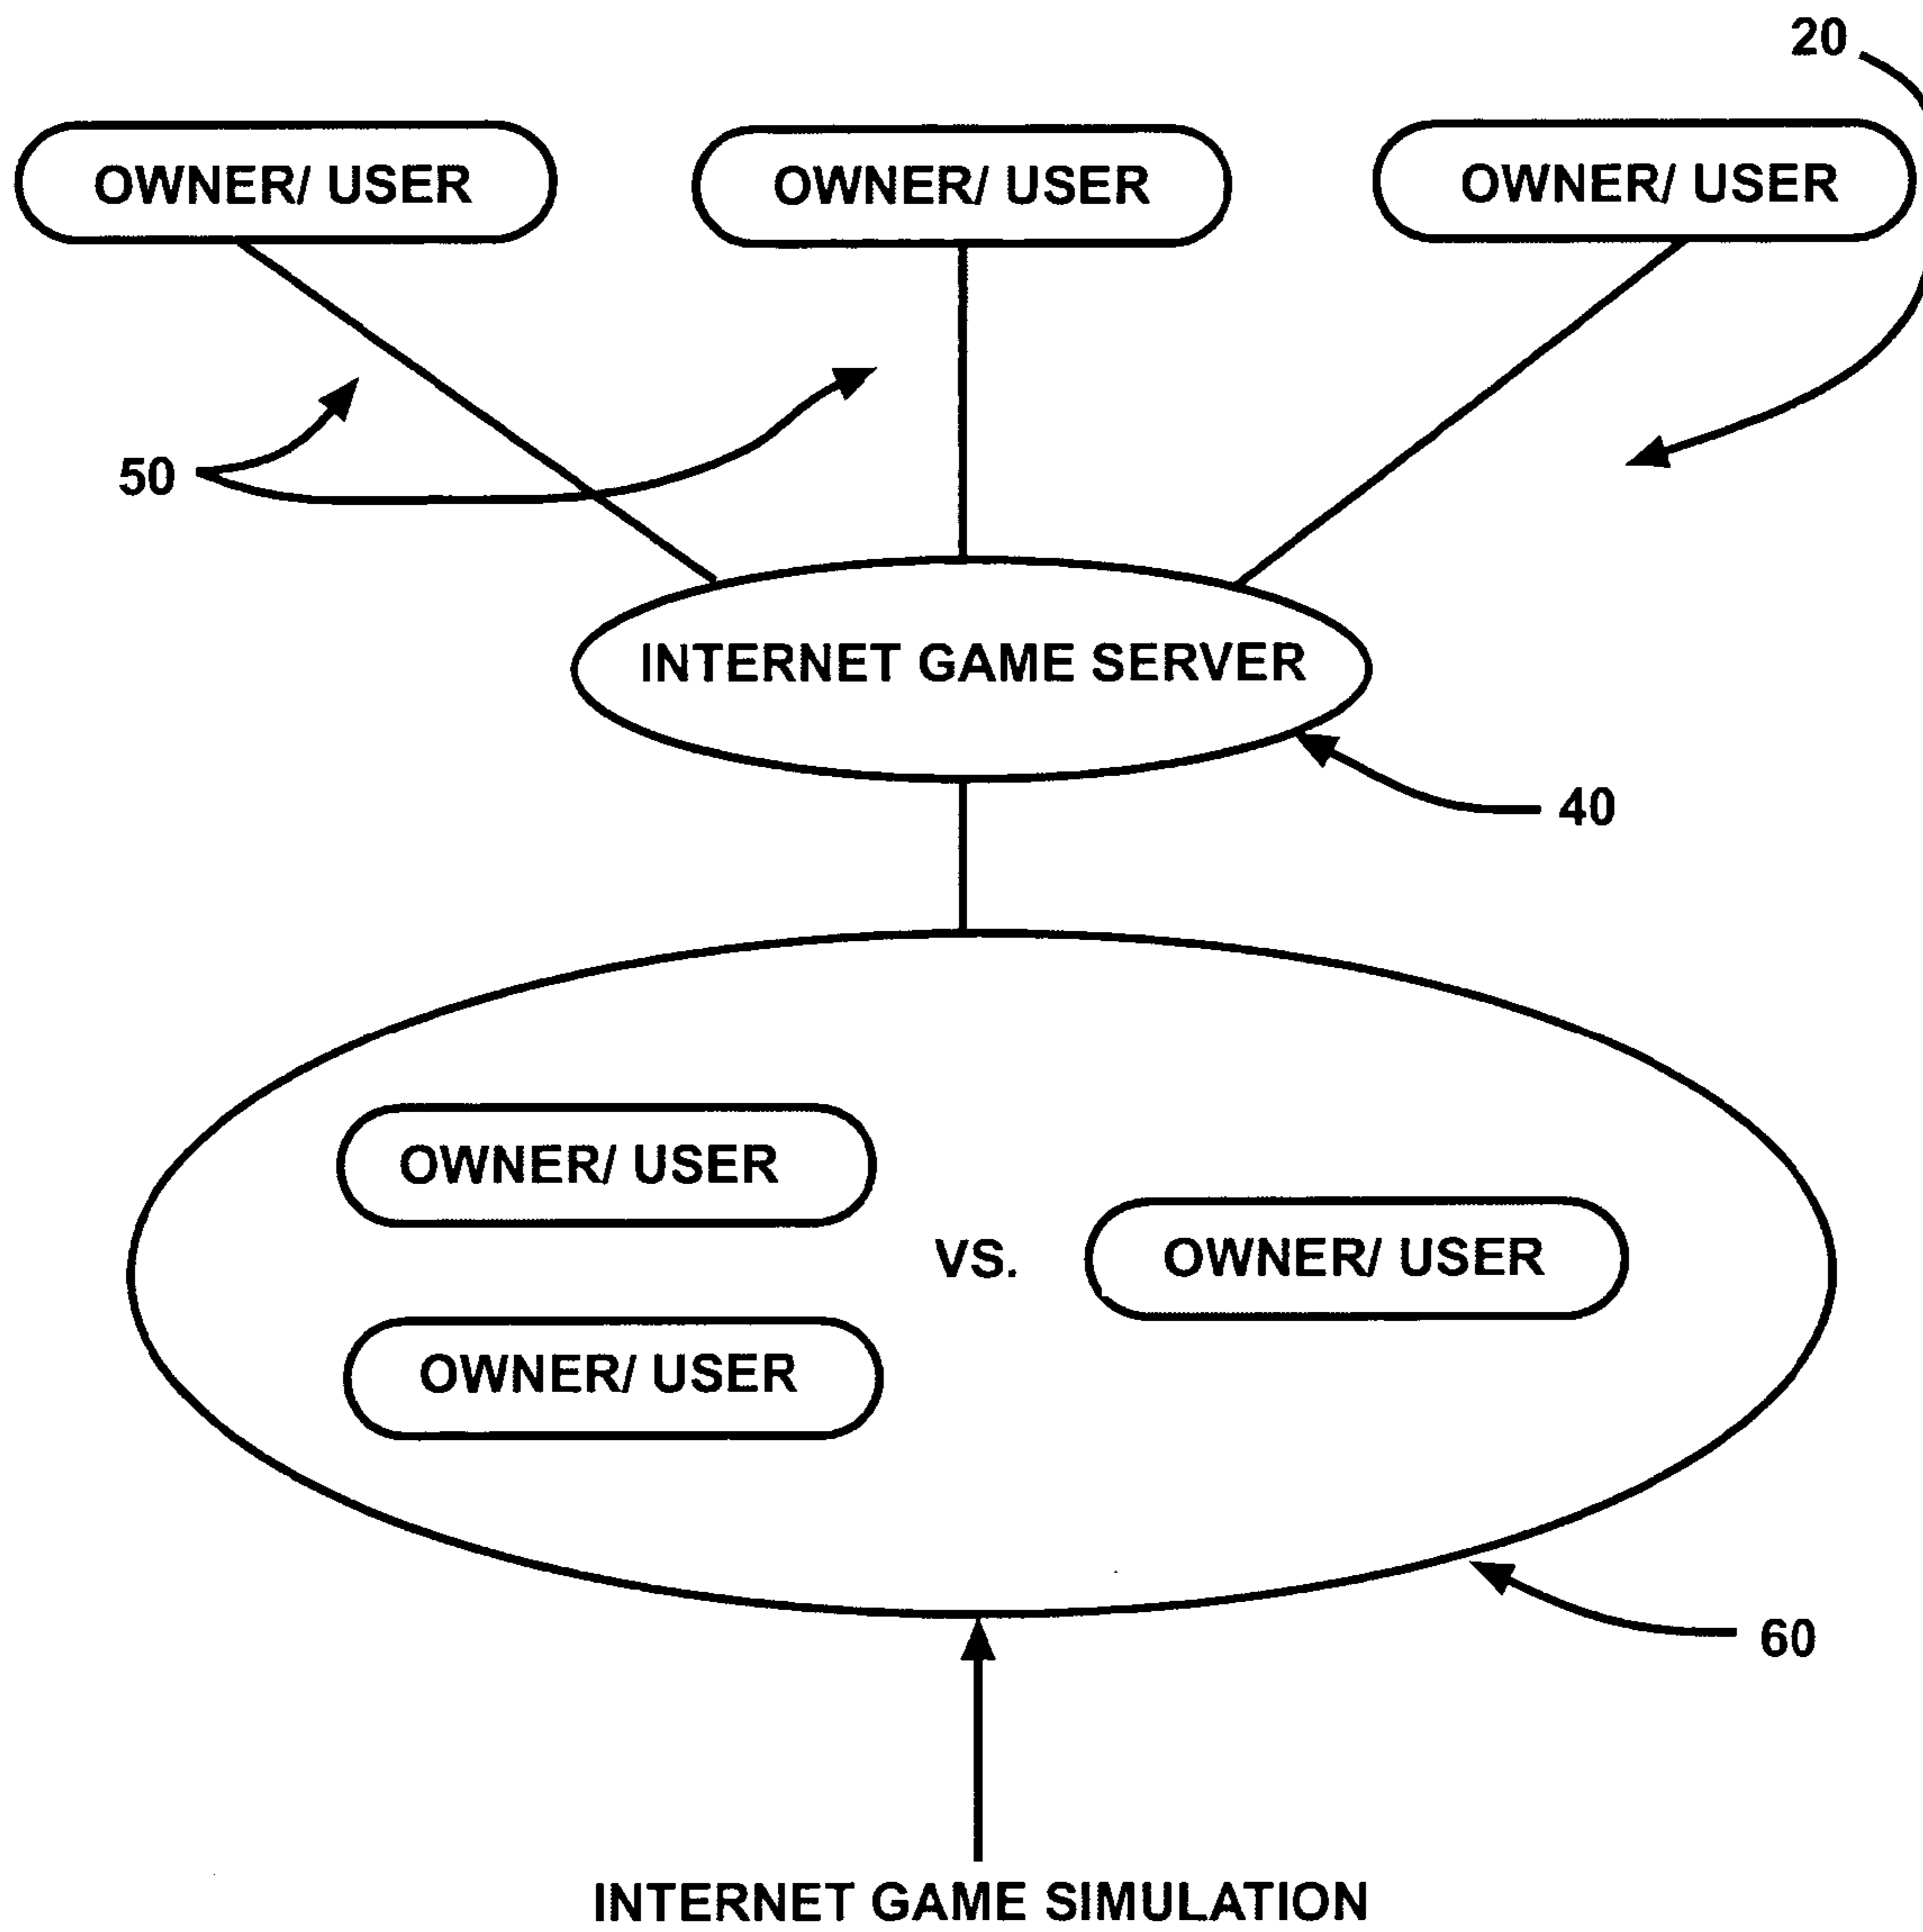 20
OWNER/ USER
OWNER/ USER
OWNER/ USER
50
INTERNET GAME SERVER
40
OWNER/ USER
VS.
OWNER/ USER
OWNER/ USER
60
INTERNET GAME SIMULATION